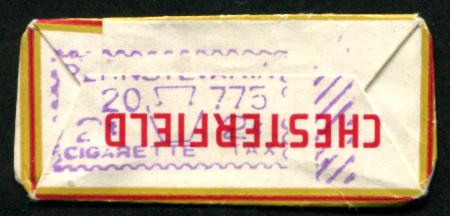 PENNSYLVANIA
20 775
CHESTERFIELD
CIGARETTE TAX